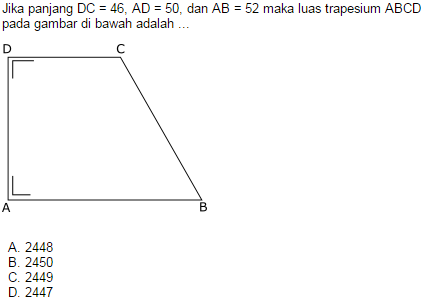 Jika panjang DC = 46, AD = 50, dan AB = 52 maka luas trapesium ABCD
pada gambar di bawah adalah ...
D C
A B
A. 2448
B. 2450
C. 2449
D. 2447